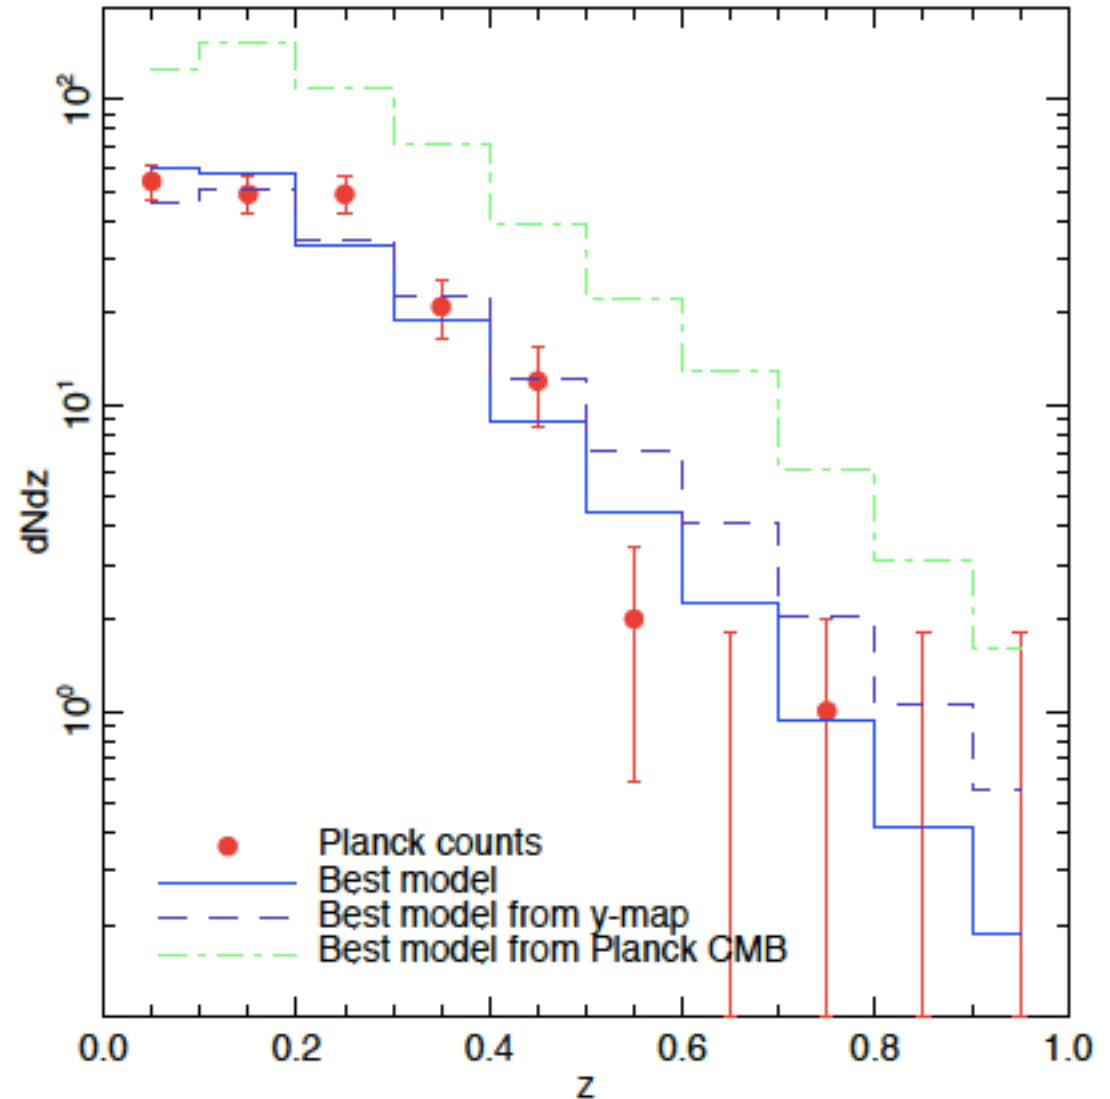 10²
10¹
10⁰
dNdz
Planck counts
Best model
Best model from y-map
Best model from Planck CMB
0.0 0.2 0.4 0.6 0.8 1.0
z